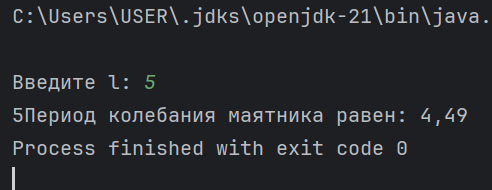 C:\Users\USER\.jdks\openjdk-21\bin\java.
Введите l: 5
5Период колебания маятника равен: 4,49
Process finished with exit code 0